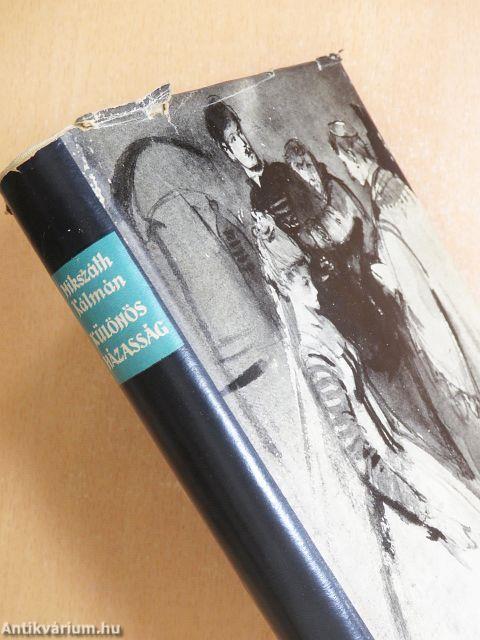 Mikszáth
Kálmán
KÜLÖNÖS
HÁZASSÁG
Antikvárium.hu